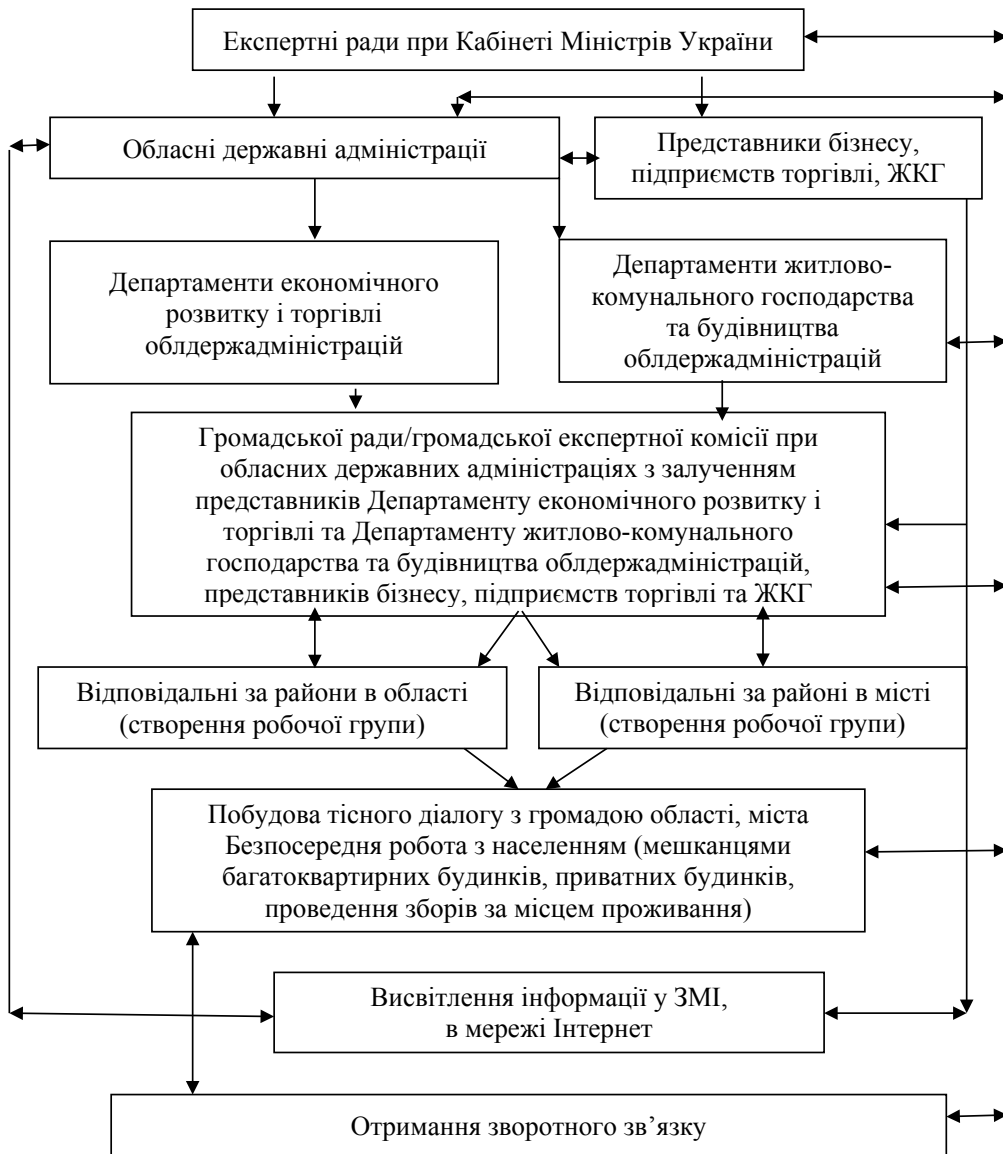 Експертні ради при Кабінеті Міністрів України
Обласні державні адміністрації
Представники бізнесу,
підприємств торгівлі, ЖКГ
Департаменти економічного
розвитку і торгівлі
облдержадміністрацій
Департаменти житлово-
комунального господарства
та будівництва
облдержадміністрацій
Громадської ради/громадської експертної комісії при
обласних державних адміністраціях з залученням
представників Департаменту економічного розвитку і
торгівлі та Департаменту житлово-комунального
господарства та будівництва облдержадміністрацій,
представників бізнесу, підприємств торгівлі та ЖКГ
Відповідальні за райони в області
(створення робочої групи)
Відповідальні за районі в місті
(створення робочої групи)
Побудова тісного діалогу з громадою області, міста
Безпосередня робота з населенням (мешканцями
багатоквартирних будинків, приватних будинків,
проведення зборів за місцем проживання)
Висвітлення інформації у ЗМІ,
в мережі Інтернет
Отримання зворотного зв’язку